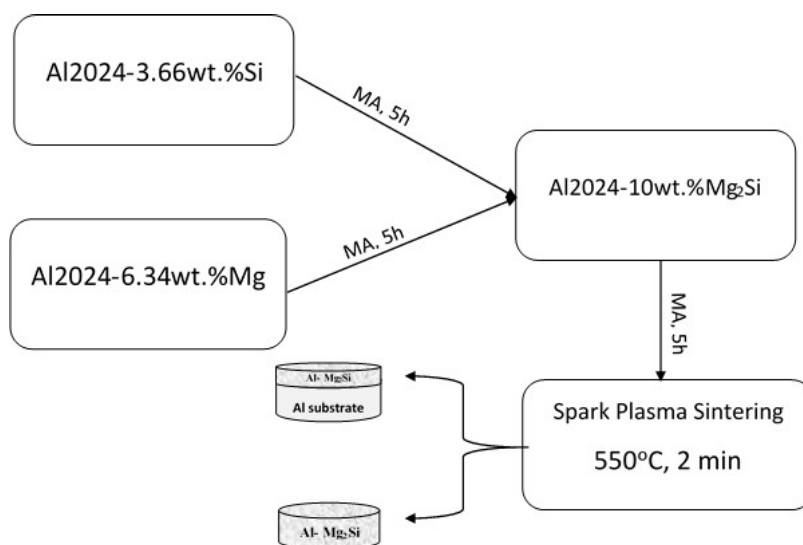 Al2024-3.66wt.%Si
MA, 5h
Al2024-10wt.%Mg₂Si
Al2024-6.34wt.%Mg
MA, 5h
MA, 5h
Al- Mg₂Si
Al substrate
Spark Plasma Sintering
550°C, 2 min
Al- Mg₂Si